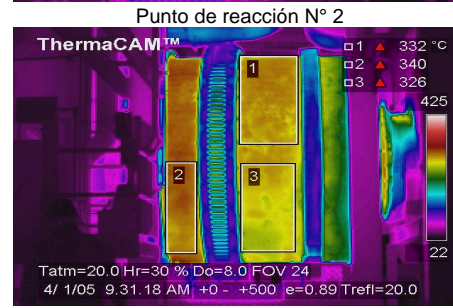 Punto de reacción N° 2
ThermaCAM™
1 332 °C
2 340
3 326
425
1
2
3
22
Tatm=20.0 Hr=30 % Do=8.0 FOV 24
4/ 1/05 9.31.18 AM +0 - +500 e=0.89 Trefl=20.0